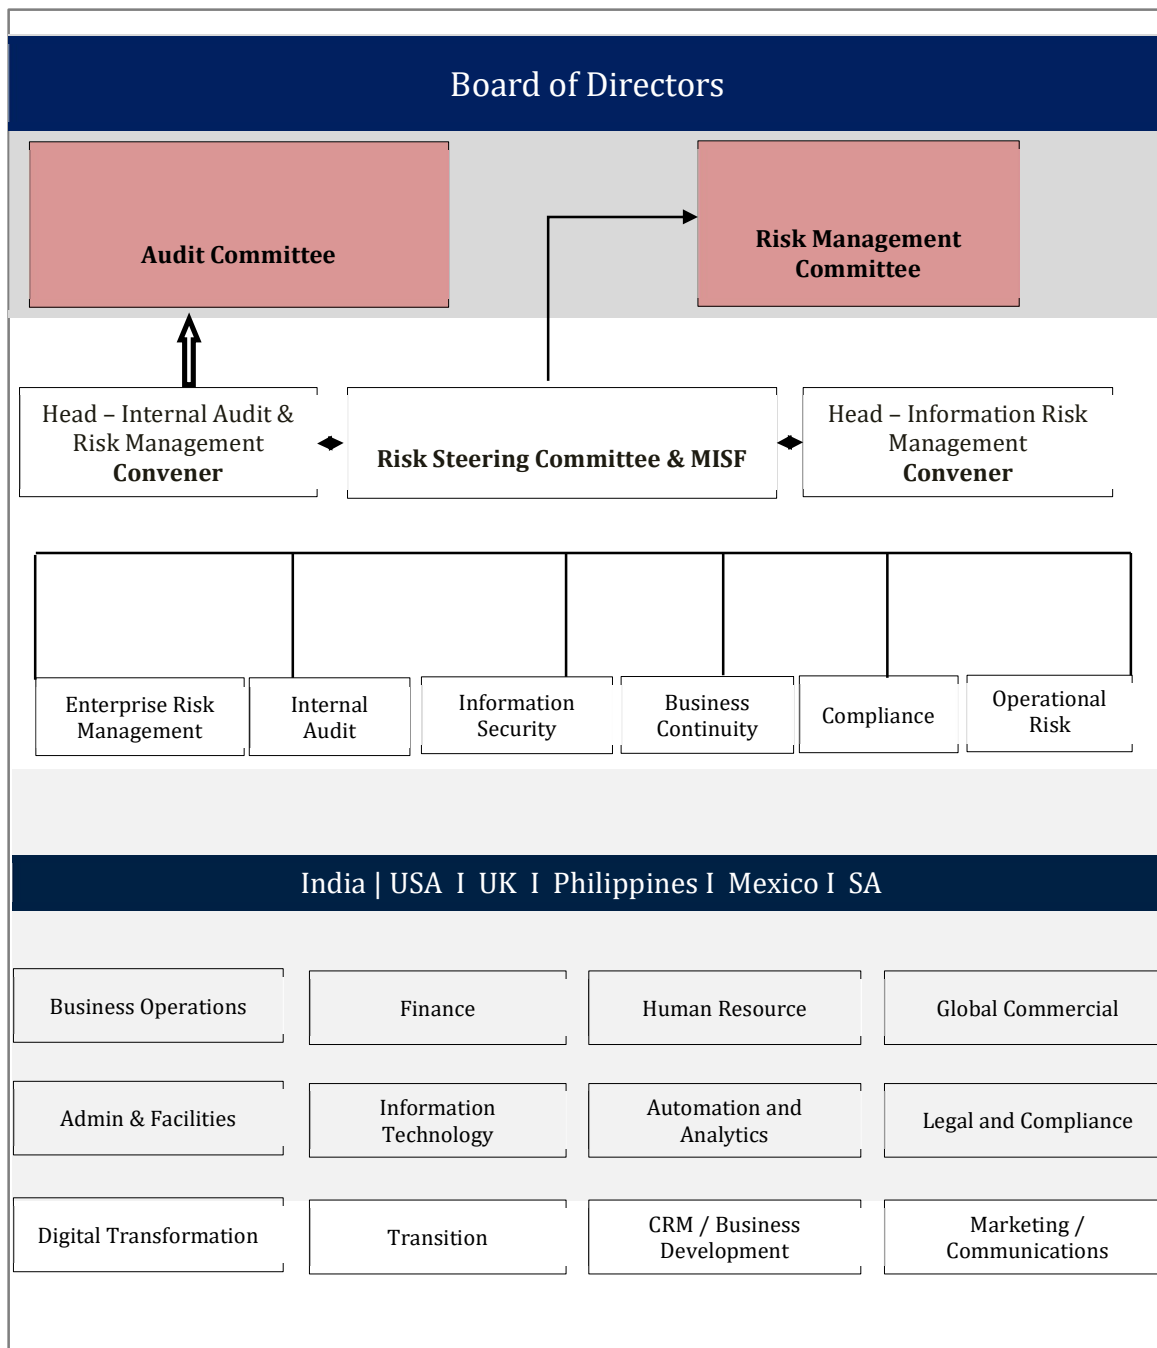 Board of Directors
Audit Committee
Risk Management
Committee
Head – Internal Audit &
Risk Management
Convener
Risk Steering Committee & MISF
Head – Information Risk
Management
Convener
Enterprise Risk
Management
Internal
Audit
Information
Security
Business
Continuity
Compliance
Operational
Risk
India | USA I UK I Philippines I Mexico I SA
Business Operations
Finance
Human Resource
Global Commercial
Admin & Facilities
Information
Technology
Automation and
Analytics
Legal and Compliance
Digital Transformation
Transition
CRM / Business
Development
Marketing /
Communications